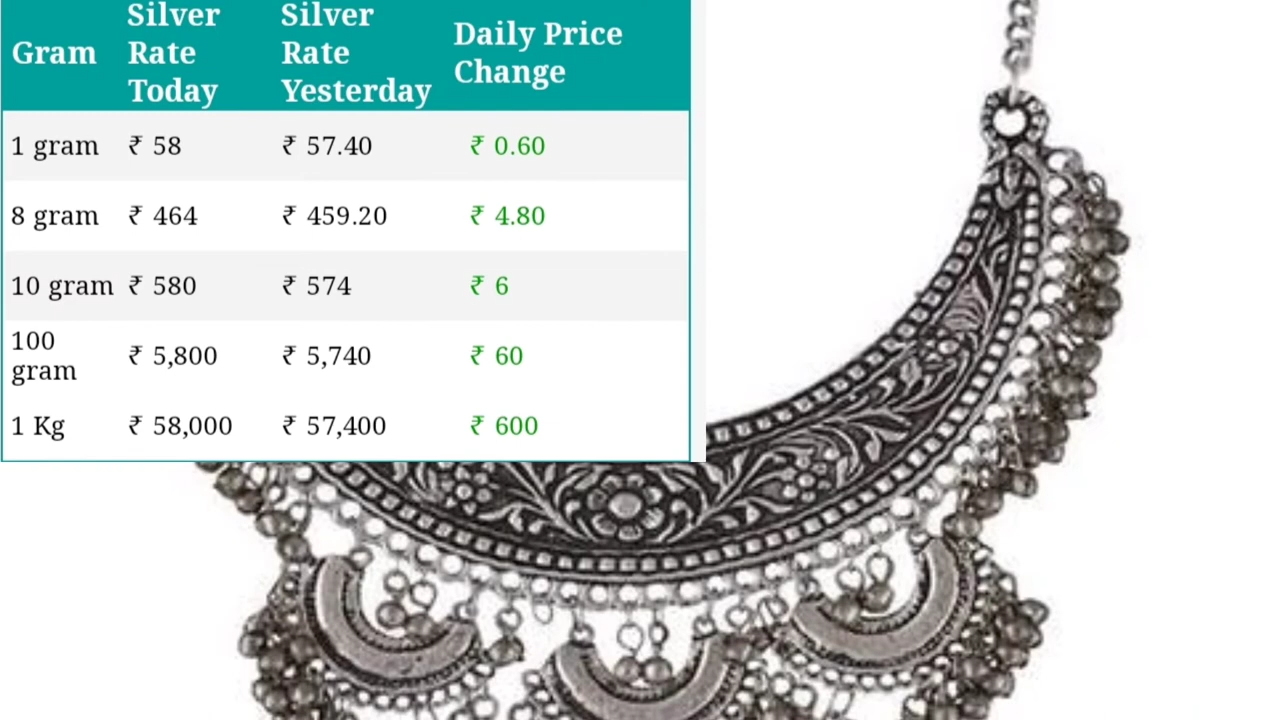 Gram Silver Rate Today Silver Rate Yesterday Daily Price Change
1 gram ₹ 58 ₹ 57.40 ₹ 0.60
8 gram ₹ 464 ₹ 459.20 ₹ 4.80
10 gram ₹ 580 ₹ 574 ₹ 6
100 gram ₹ 5,800 ₹ 5,740 ₹ 60
1 Kg ₹ 58,000 ₹ 57,400 ₹ 600